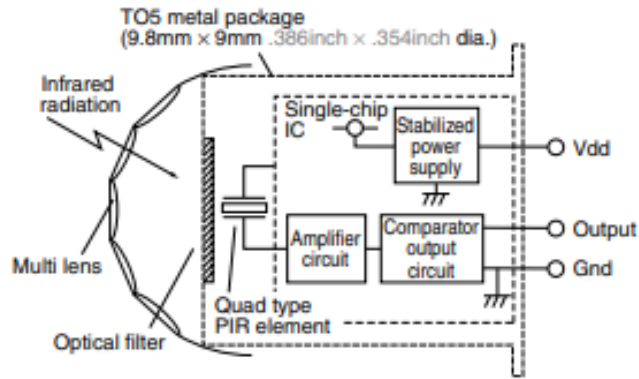 TO5 metal package
(9.8mm × 9mm .386inch × .354inch dia.)
Infrared
radiation
Single-chip
IC
Stabilized
power
supply
Vdd
Amplifier
circuit
Comparator
output
circuit
Output
Gnd
Multi lens
Quad type
PIR element
Optical filter